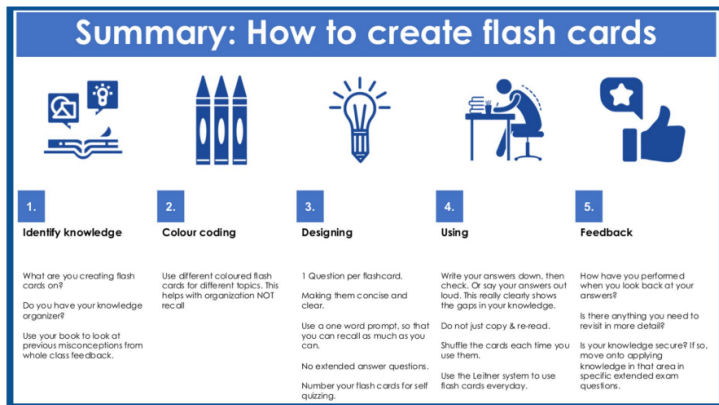 Summary: How to create flash cards
1.
Identify knowledge
What are you creating flash
cards on?
Do you have your knowledge
organizer?
Use your book to look at
previous misconceptions from
whole class feedback.
2.
Colour coding
Use different coloured flash
cards for different topics. This
helps with organization NOT
recall
3.
Designing
1 Question per flashcard.
Making them concise and
clear.
Use a one word prompt, so that
you can recall as much as you
can.
No extended answer questions.
Number your flash cards for self
quizzing.
4.
Using
Write your answers down, then
check. Or say your answers out
loud. This really clearly shows
the gaps in your knowledge.
Do not just copy & re-read.
Shuffle the cards each time you
use them.
Use the Leitner system to use
flash cards everyday.
5.
Feedback
How have you performed
when you look back at your
answers?
Is there anything you need to
revisit in more detail?
Is your knowledge secure? If so,
move onto applying
knowledge in that area in
specific extended exam
questions.